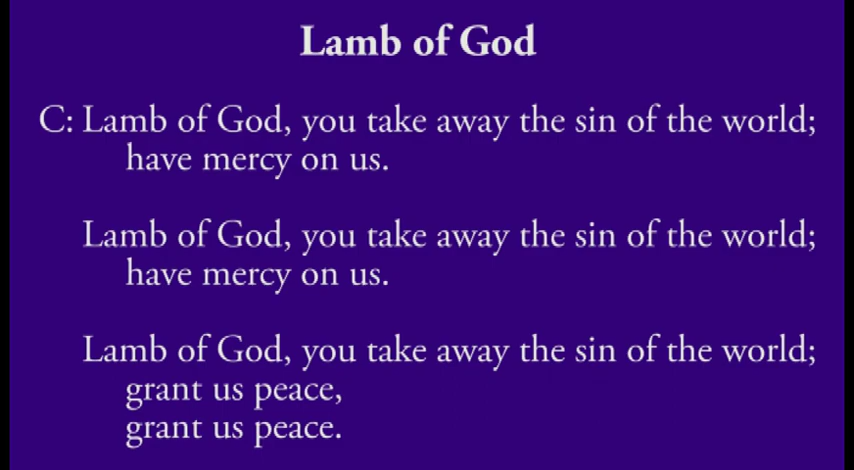 Lamb of God
C: Lamb of God, you take away the sin of the world;
have mercy on us.
Lamb of God, you take away the sin of the world;
have mercy on us.
Lamb of God, you take away the sin of the world;
grant us peace,
grant us peace.